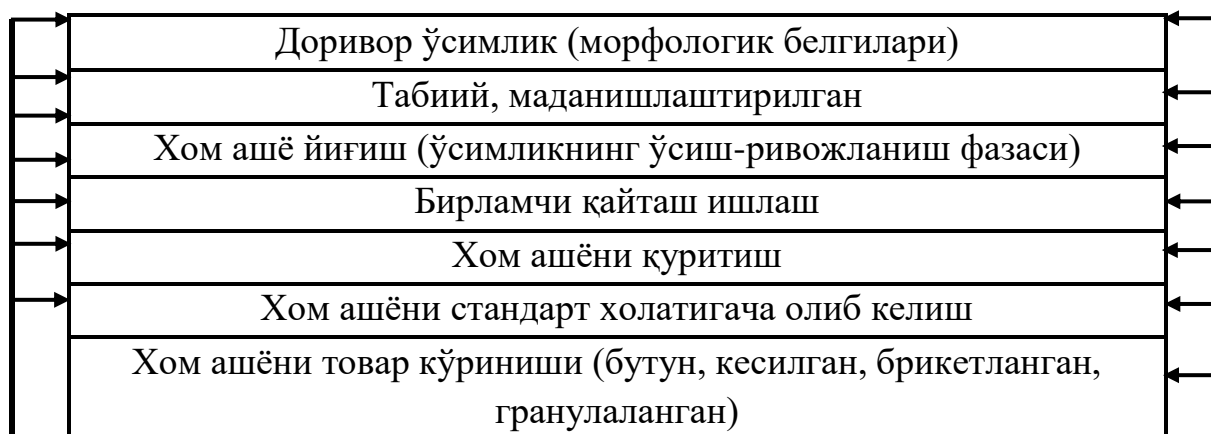 Доривор ўсимлик (морфологик белгилари)
Табиий, маданишлаштирилган
Хом ашё йиғиш (ўсимликнинг ўсиш-ривожланиш фазаси)
Бирламчи қайташ ишлаш
Хом ашёни қуритиш
Хом ашёни стандарт холатигача олиб келиш
Хом ашёни товар кўриниши (бутун, кесилган, брикетланган,
гранулаланган)